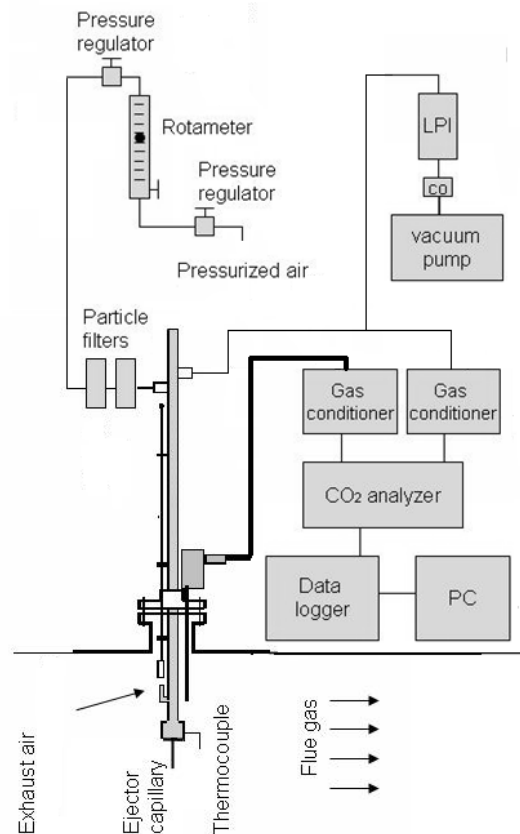 Pressure
regulator
Rotameter
Pressure
regulator
Pressurized air
LPI
co
vacuum
pump
Particle
filters
Gas
conditioner
Gas
conditioner
CO₂ analyzer
Data
logger
PC
Exhaust air
Ejector
capillary
Thermocouple
Flue gas